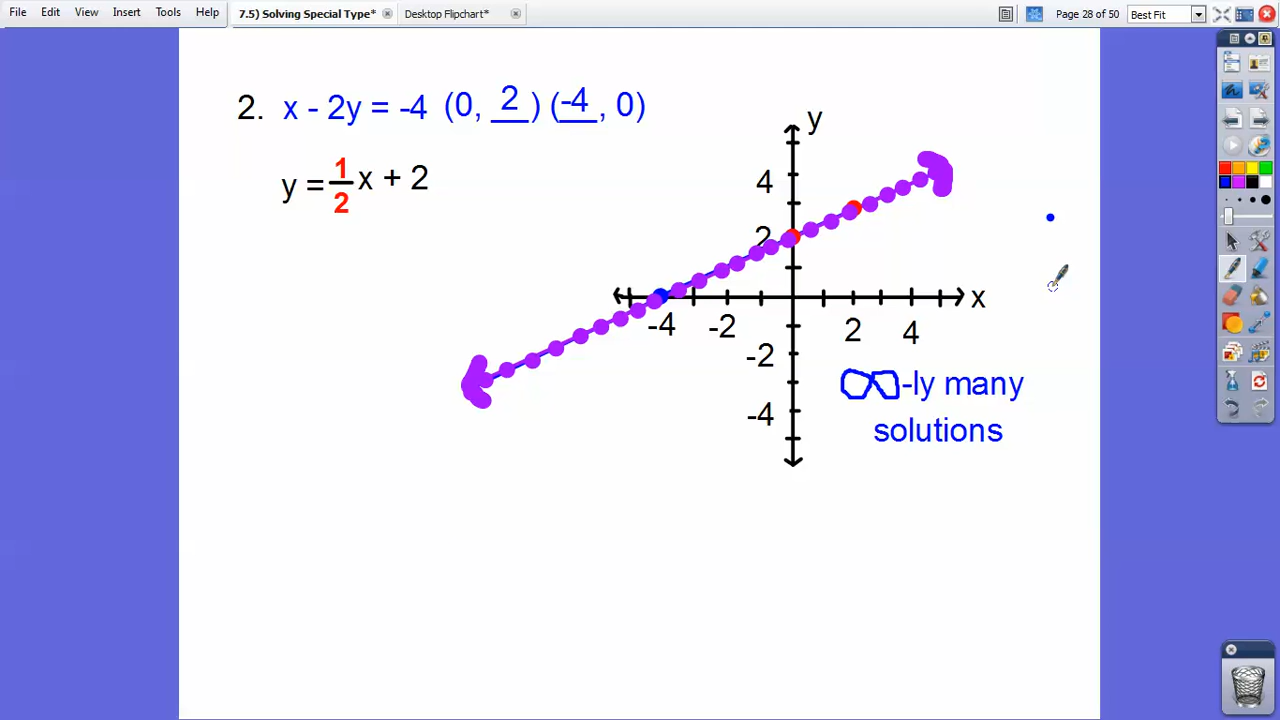 File Edit View Insert Tools Help 7.5) Solving Special Type* Desktop Flipchart* Page 28 of 50 Best Fit
2. x - 2y = -4 (0, 2) (-4, 0)
y = 1/2 x + 2
y
4
2
x
-4 -2 2 4
-2
-4
∞-ly many
solutions